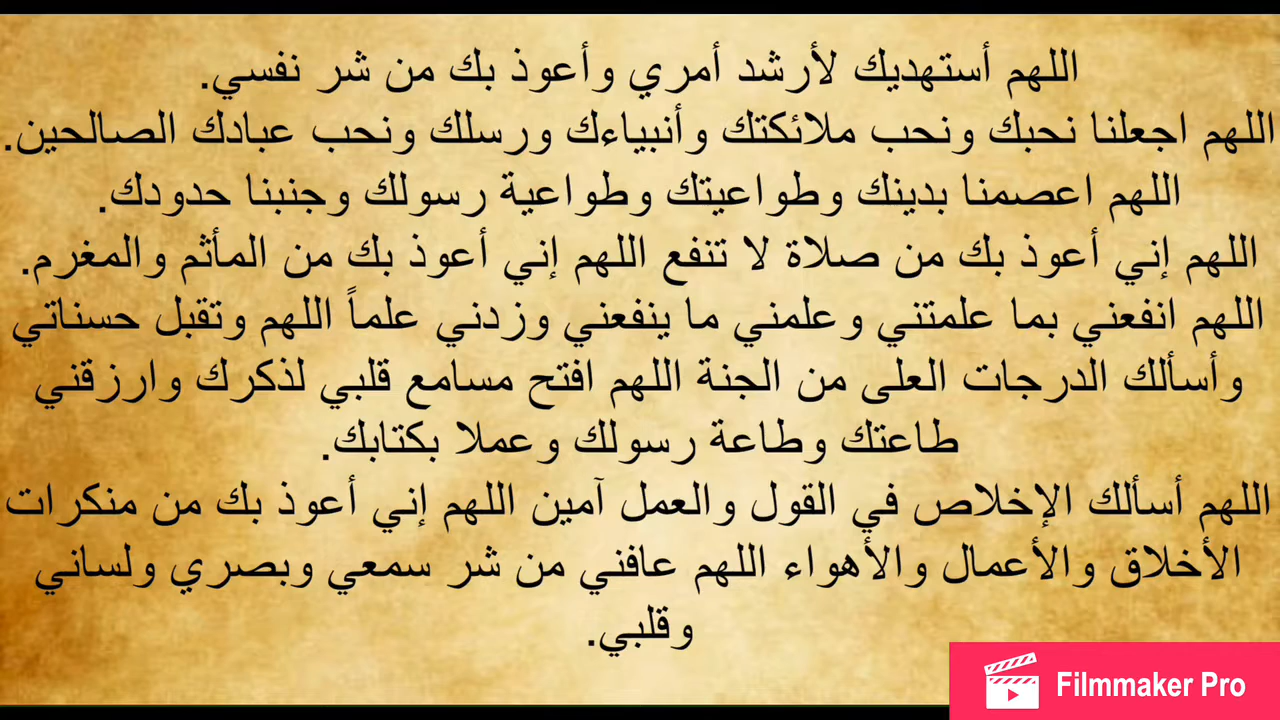 اللهم أستهديك لأرشد أمري وأعوذ بك من شر نفسي.
اللهم اجعلنا نحبك ونحب ملائكتك وأنبياءك ورسلك ونحب عبادك الصالحين.
اللهم اعصمنا بدينك وطواعيتك وطواعية رسولك وجنبنا حدودك.
اللهم إني أعوذ بك من صلاة لا تنفع اللهم إني أعوذ بك من المأثم والمغرم.
اللهم انفعني بما علمتني وعلمني ما ينفعني وزدني علماً اللهم وتقبل حسناتي
وأسألك الدرجات العلى من الجنة اللهم افتح مسامع قلبي لذكرك وارزقني
طاعتك وطاعة رسولك وعملا بكتابك.
اللهم أسألك الإخلاص في القول والعمل آمين اللهم إني أعوذ بك من منكرات
الأخلاق والأعمال والأهواء اللهم عافني من شر سمعي وبصري ولساني
وقلبي.
Filmmaker Pro